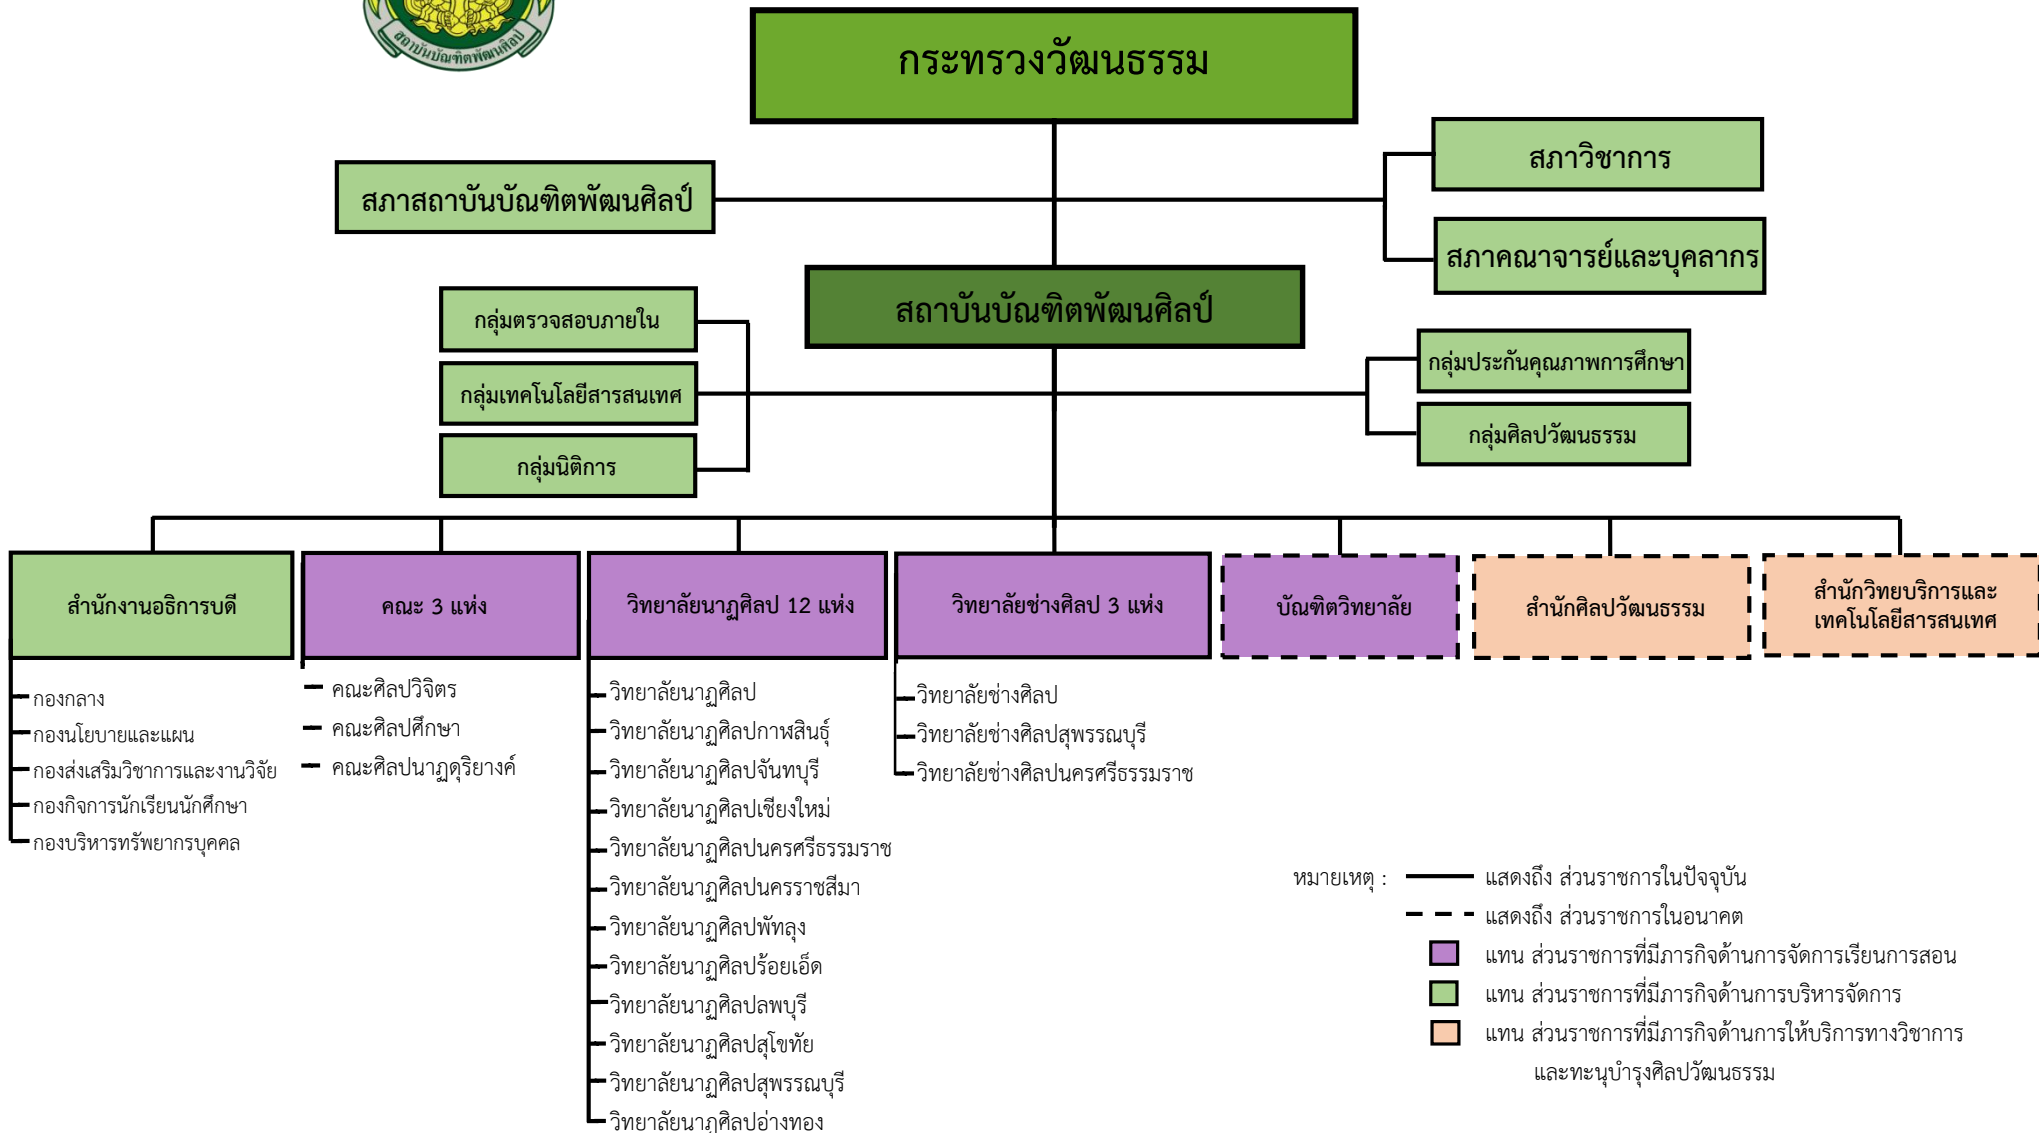 สถาบันบัณฑิตพัฒนศิลป์
กระทรวงวัฒนธรรม
สภาวิชาการ
สภาสถาบันบัณฑิตพัฒนศิลป์
สภาคณาจารย์และบุคลากร
สถาบันบัณฑิตพัฒนศิลป์
กลุ่มตรวจสอบภายใน
กลุ่มเทคโนโลยีสารสนเทศ
กลุ่มนิติการ
กลุ่มประกันคุณภาพการศึกษา
กลุ่มศิลปวัฒนธรรม
สำนักงานอธิการบดี
กองกลาง
กองนโยบายและแผน
กองส่งเสริมวิชาการและงานวิจัย
กองกิจการนักเรียนนักศึกษา
กองบริหารทรัพยากรบุคคล
คณะ 3 แห่ง
คณะศิลปวิจิตร
คณะศิลปศึกษา
คณะศิลปนาฏดุริยางค์
วิทยาลัยนาฏศิลป 12 แห่ง
วิทยาลัยนาฏศิลป
วิทยาลัยนาฏศิลปกาฬสินธุ์
วิทยาลัยนาฏศิลปจันทบุรี
วิทยาลัยนาฏศิลปเชียงใหม่
วิทยาลัยนาฏศิลปนครศรีธรรมราช
วิทยาลัยนาฏศิลปนครราชสีมา
วิทยาลัยนาฏศิลปพัทลุง
วิทยาลัยนาฏศิลปร้อยเอ็ด
วิทยาลัยนาฏศิลปลพบุรี
วิทยาลัยนาฏศิลปสุโขทัย
วิทยาลัยนาฏศิลปสุพรรณบุรี
วิทยาลัยนาฏศิลปอ่างทอง
วิทยาลัยช่างศิลป 3 แห่ง
วิทยาลัยช่างศิลป
วิทยาลัยช่างศิลปสุพรรณบุรี
วิทยาลัยช่างศิลปนครศรีธรรมราช
บัณฑิตวิทยาลัย
สำนักศิลปวัฒนธรรม
สำนักวิทยบริการและ
เทคโนโลยีสารสนเทศ
หมายเหตุ : แสดงถึง ส่วนราชการในปัจจุบัน
แสดงถึง ส่วนราชการในอนาคต
แทน ส่วนราชการที่มีภารกิจด้านการจัดการเรียนการสอน
แทน ส่วนราชการที่มีภารกิจด้านการบริหารจัดการ
แทน ส่วนราชการที่มีภารกิจด้านการให้บริการทางวิชาการ
และทะนุบำรุงศิลปวัฒนธรรม